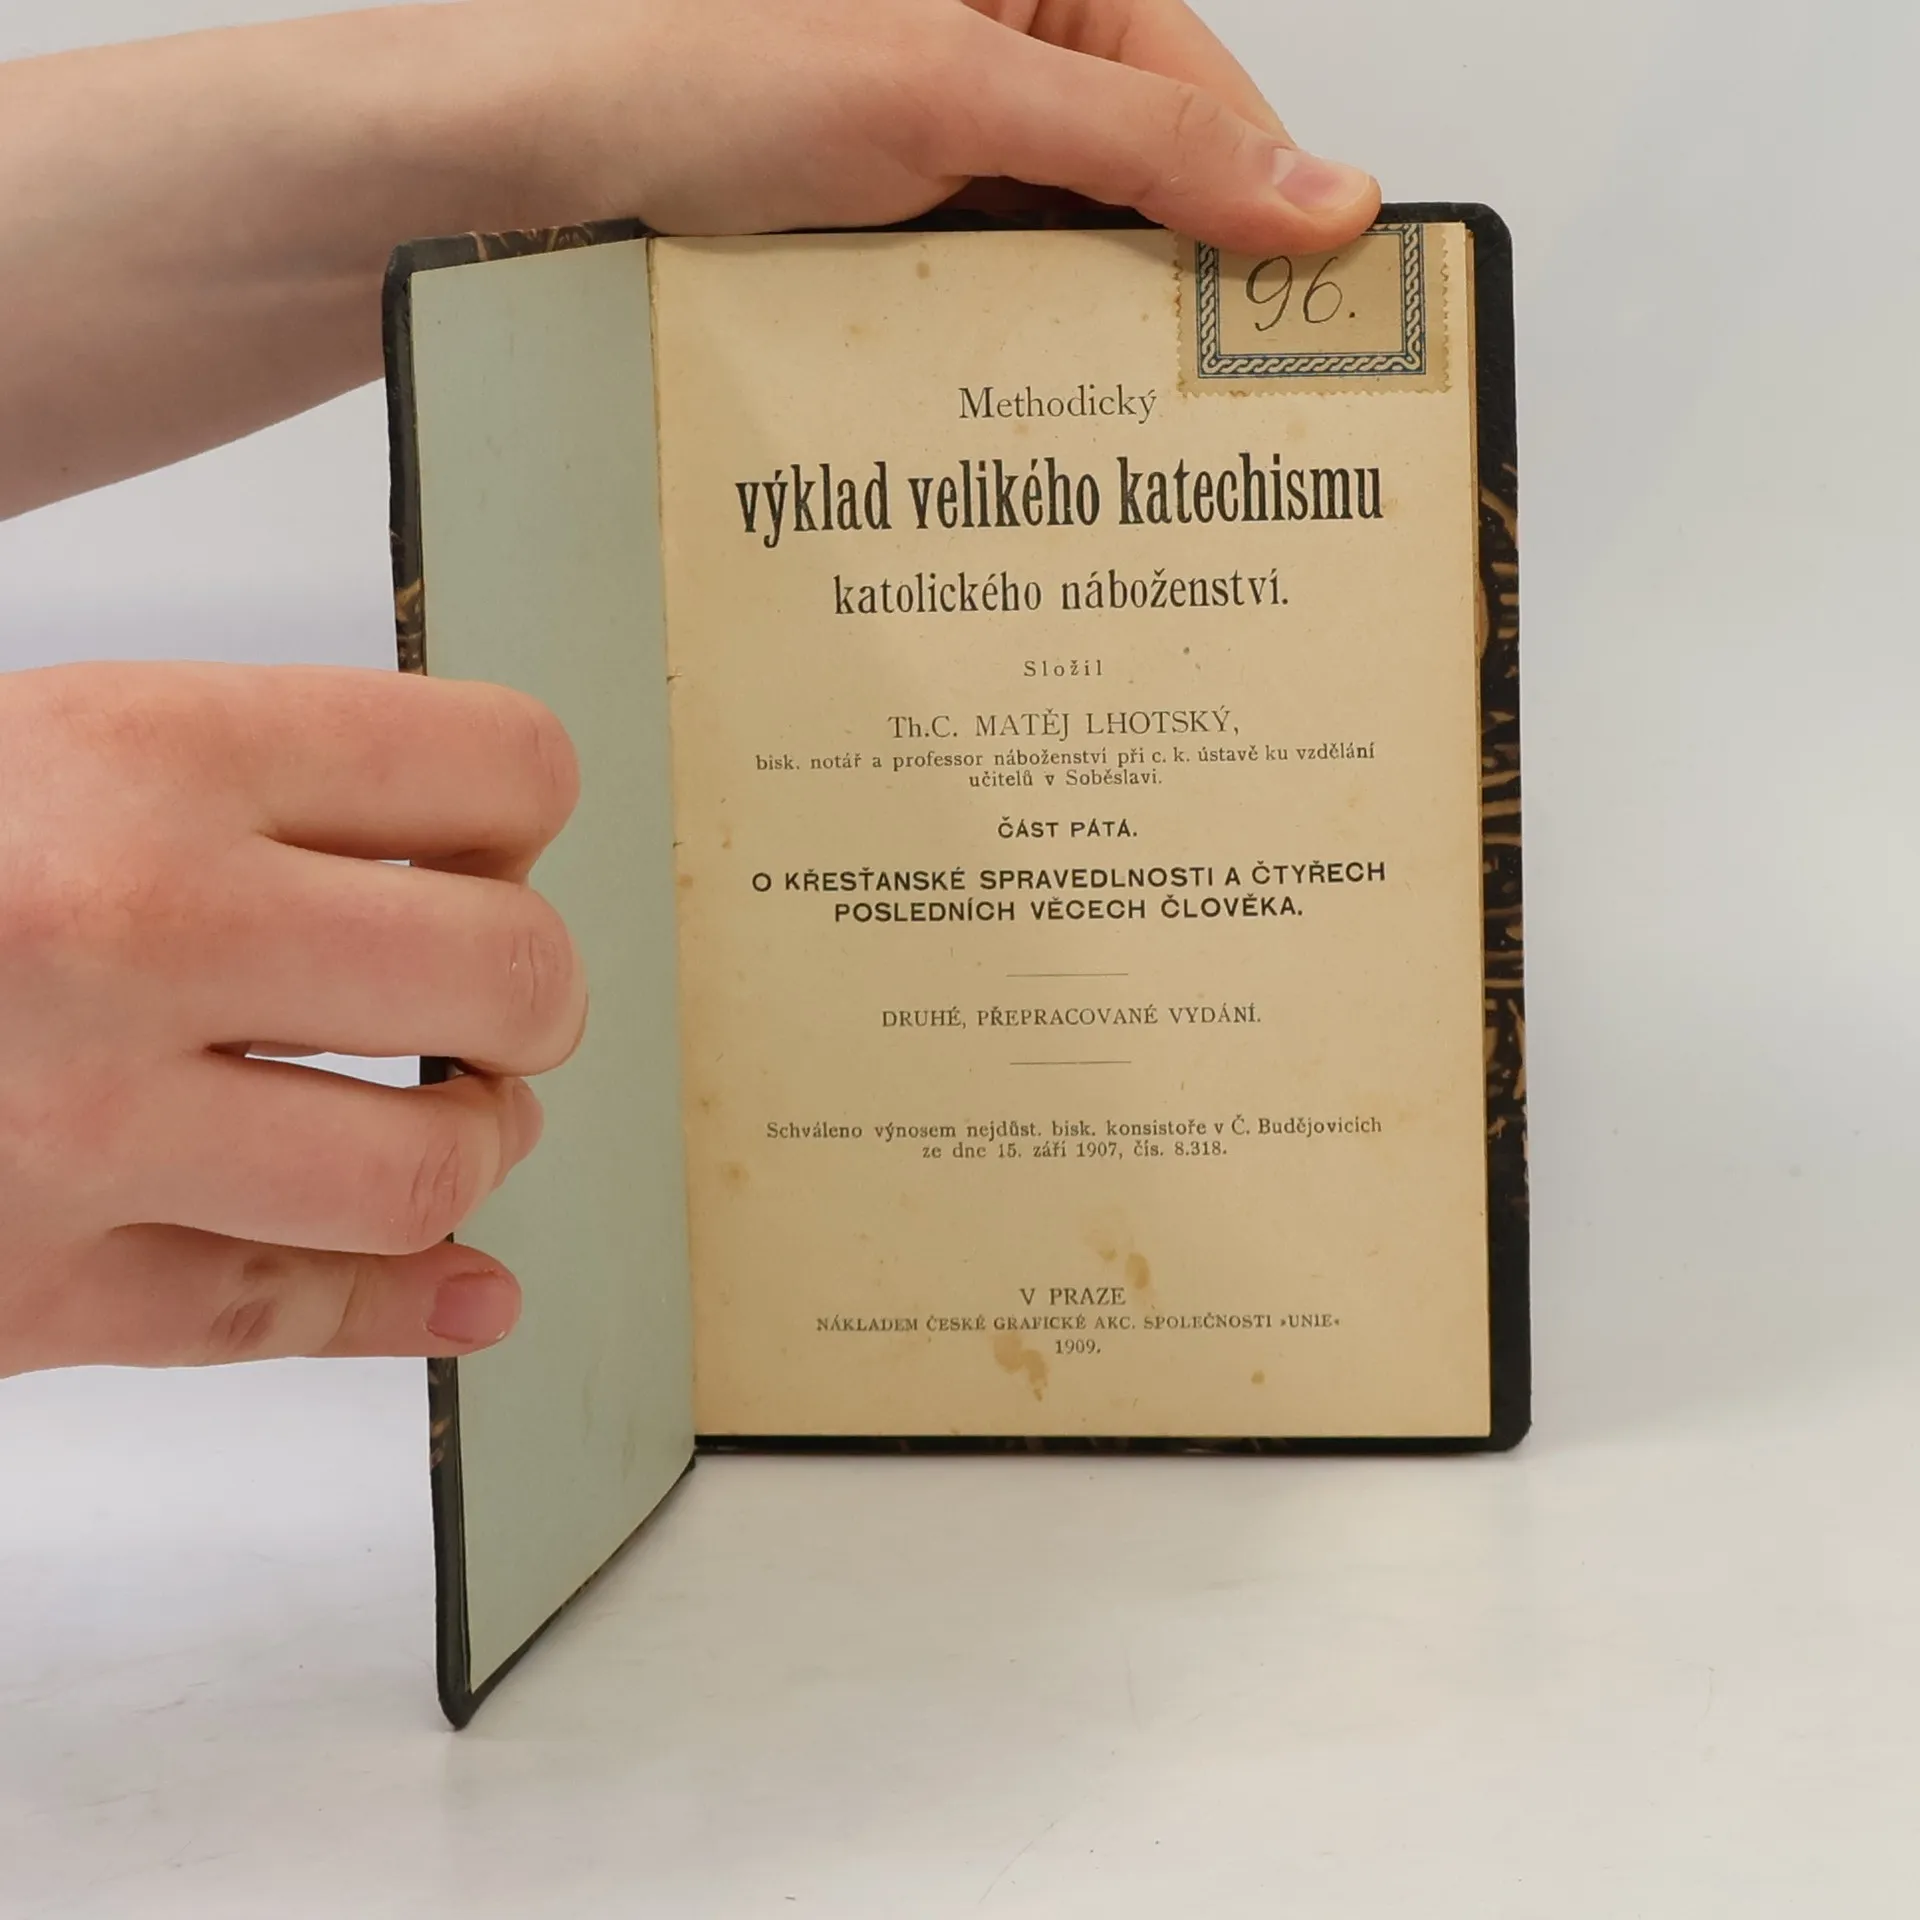 96.
Methodický
výklad velikého katechismu
katolického náboženství.
Složil
Th.C. MATĚJ LHOTSKÝ,
bisk. notář a professor náboženství při c. k. ústavě ku vzdělání
učitelů v Soběslavi.
ČÁST PÁTÁ.
O KŘESŤANSKÉ SPRAVEDLNOSTI A ČTYŘECH
POSLEDNÍCH VĚCECH ČLOVĚKA.
DRUHÉ, PŘEPRACOVANÉ VYDÁNÍ.
Schváleno výnosem nejdůst. bisk. konsistoře v Č. Budějovicích
ze dne 15. září 1907, čís. 8.318.
V PRAZE
NÁKLADEM ČESKÉ GRAFICKÉ AKC. SPOLEČNOSTI »UNIE«
1909.